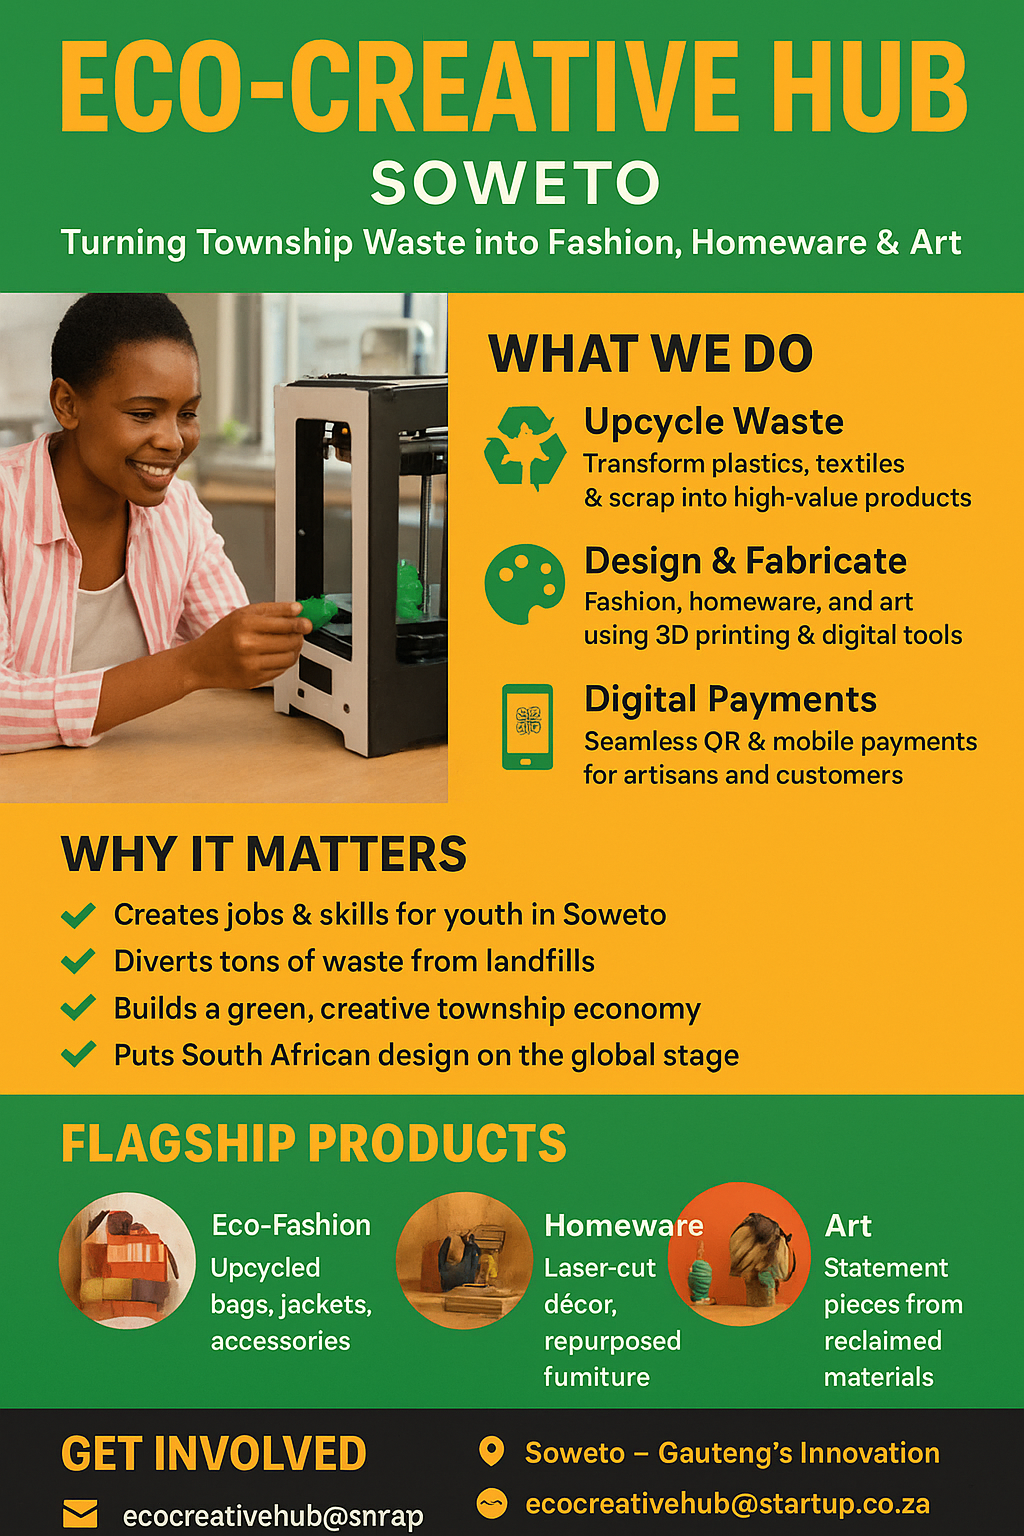 ECO-CREATIVE HUB
SOWETO
Turning Township Waste into Fashion, Homeware & Art
WHAT WE DO
Upcycle Waste
Transform plastics, textiles
& scrap into high-value products
Design & Fabricate
Fashion, homeware, and art
using 3D printing & digital tools
Digital Payments
Seamless QR & mobile payments
for artisans and customers
WHY IT MATTERS
Creates jobs & skills for youth in Soweto
Diverts tons of waste from landfills
Builds a green, creative township economy
Puts South African design on the global stage
FLAGSHIP PRODUCTS
Eco-Fashion
Upcycled
bags, jackets,
accessories
Homeware
Laser-cut
décor,
repurposed
fumiture
Art
Statement
pieces from
reclaimed
materials
GET INVOLVED
ecocreativehub@snrap
Soweto – Gauteng's Innovation
ecocreativehub@startup.co.za